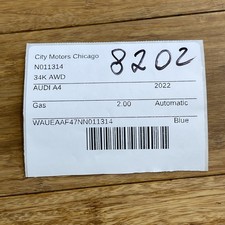 City Motors Chicago 8202
N011314
34K AWD
AUDI A4 2022
Gas 2.00 Automatic
WAUEAAF47NN011314 Blue